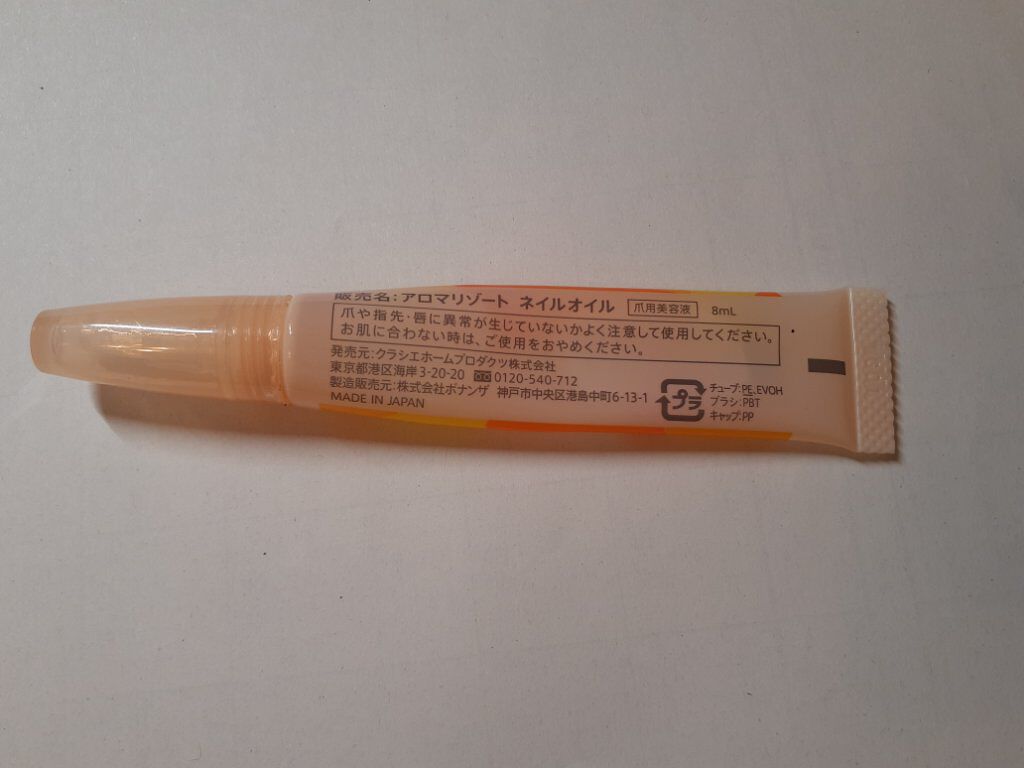 販売名：アロマリゾート ネイルオイル 爪用美容液 8mL
爪や指先・唇に異常が生じていないかよく注意して使用してください。
お肌に合わない時は、ご使用をおやめください。
発売元：クラシエホームプロダクツ株式会社
東京都港区海岸3-20-20 0120-540-712
製造販売元：株式会社ボナンザ 神戸市中央区港島中町6-13-1
MADE IN JAPAN
プラ
チューブ:PE,EVOH
ブラシ:PBT
キャップ:PP